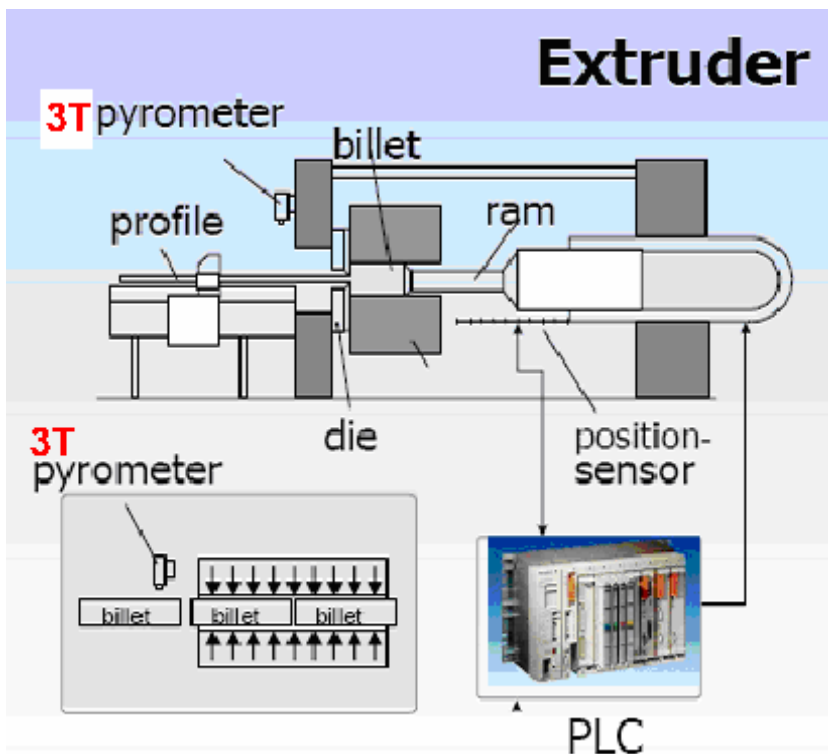 Extruder
3T pyrometer
billet
ram
profile
die
position-
sensor
3T
pyrometer
billet billet billet
PLC